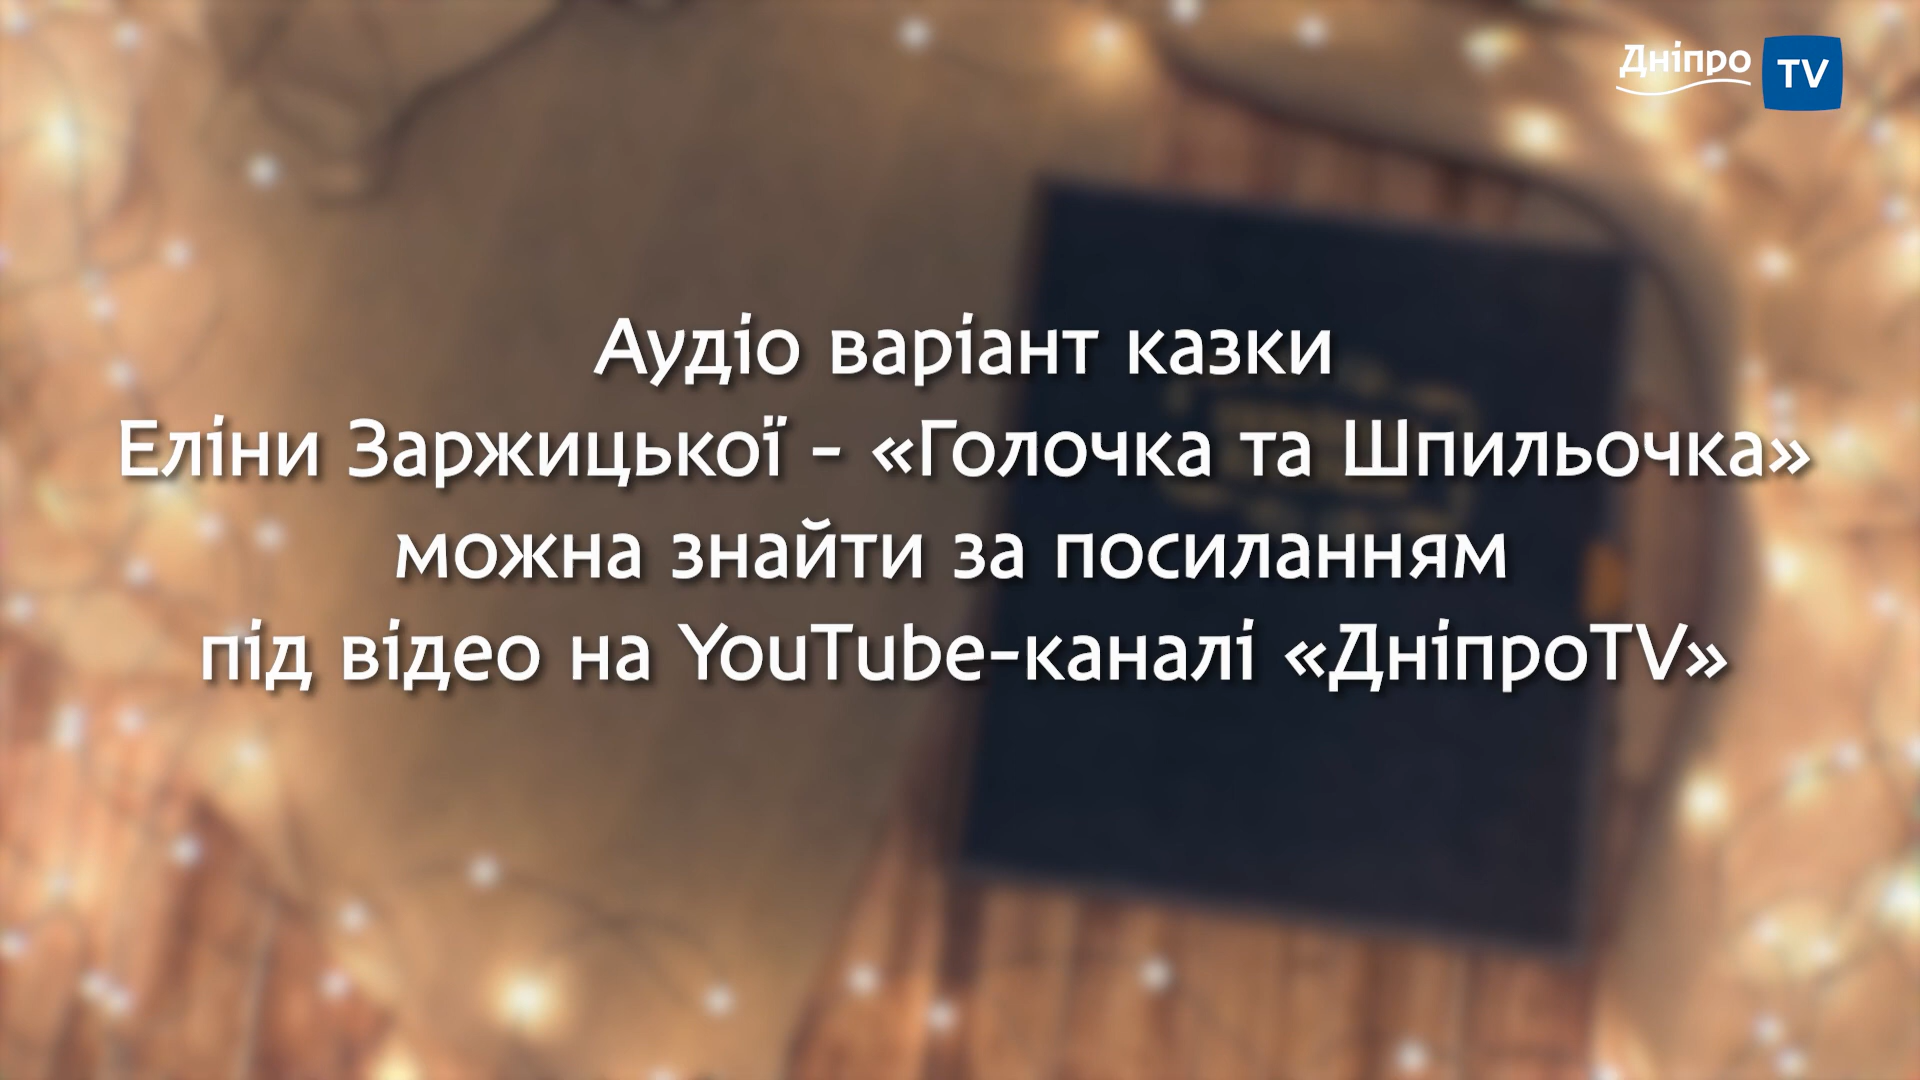 Дніпро TV
Аудіо варіант казки
Еліни Заржицької - «Голочка та Шпильочка»
можна знайти за посиланням
під відео на YouTube-каналі «ДніпроTV»